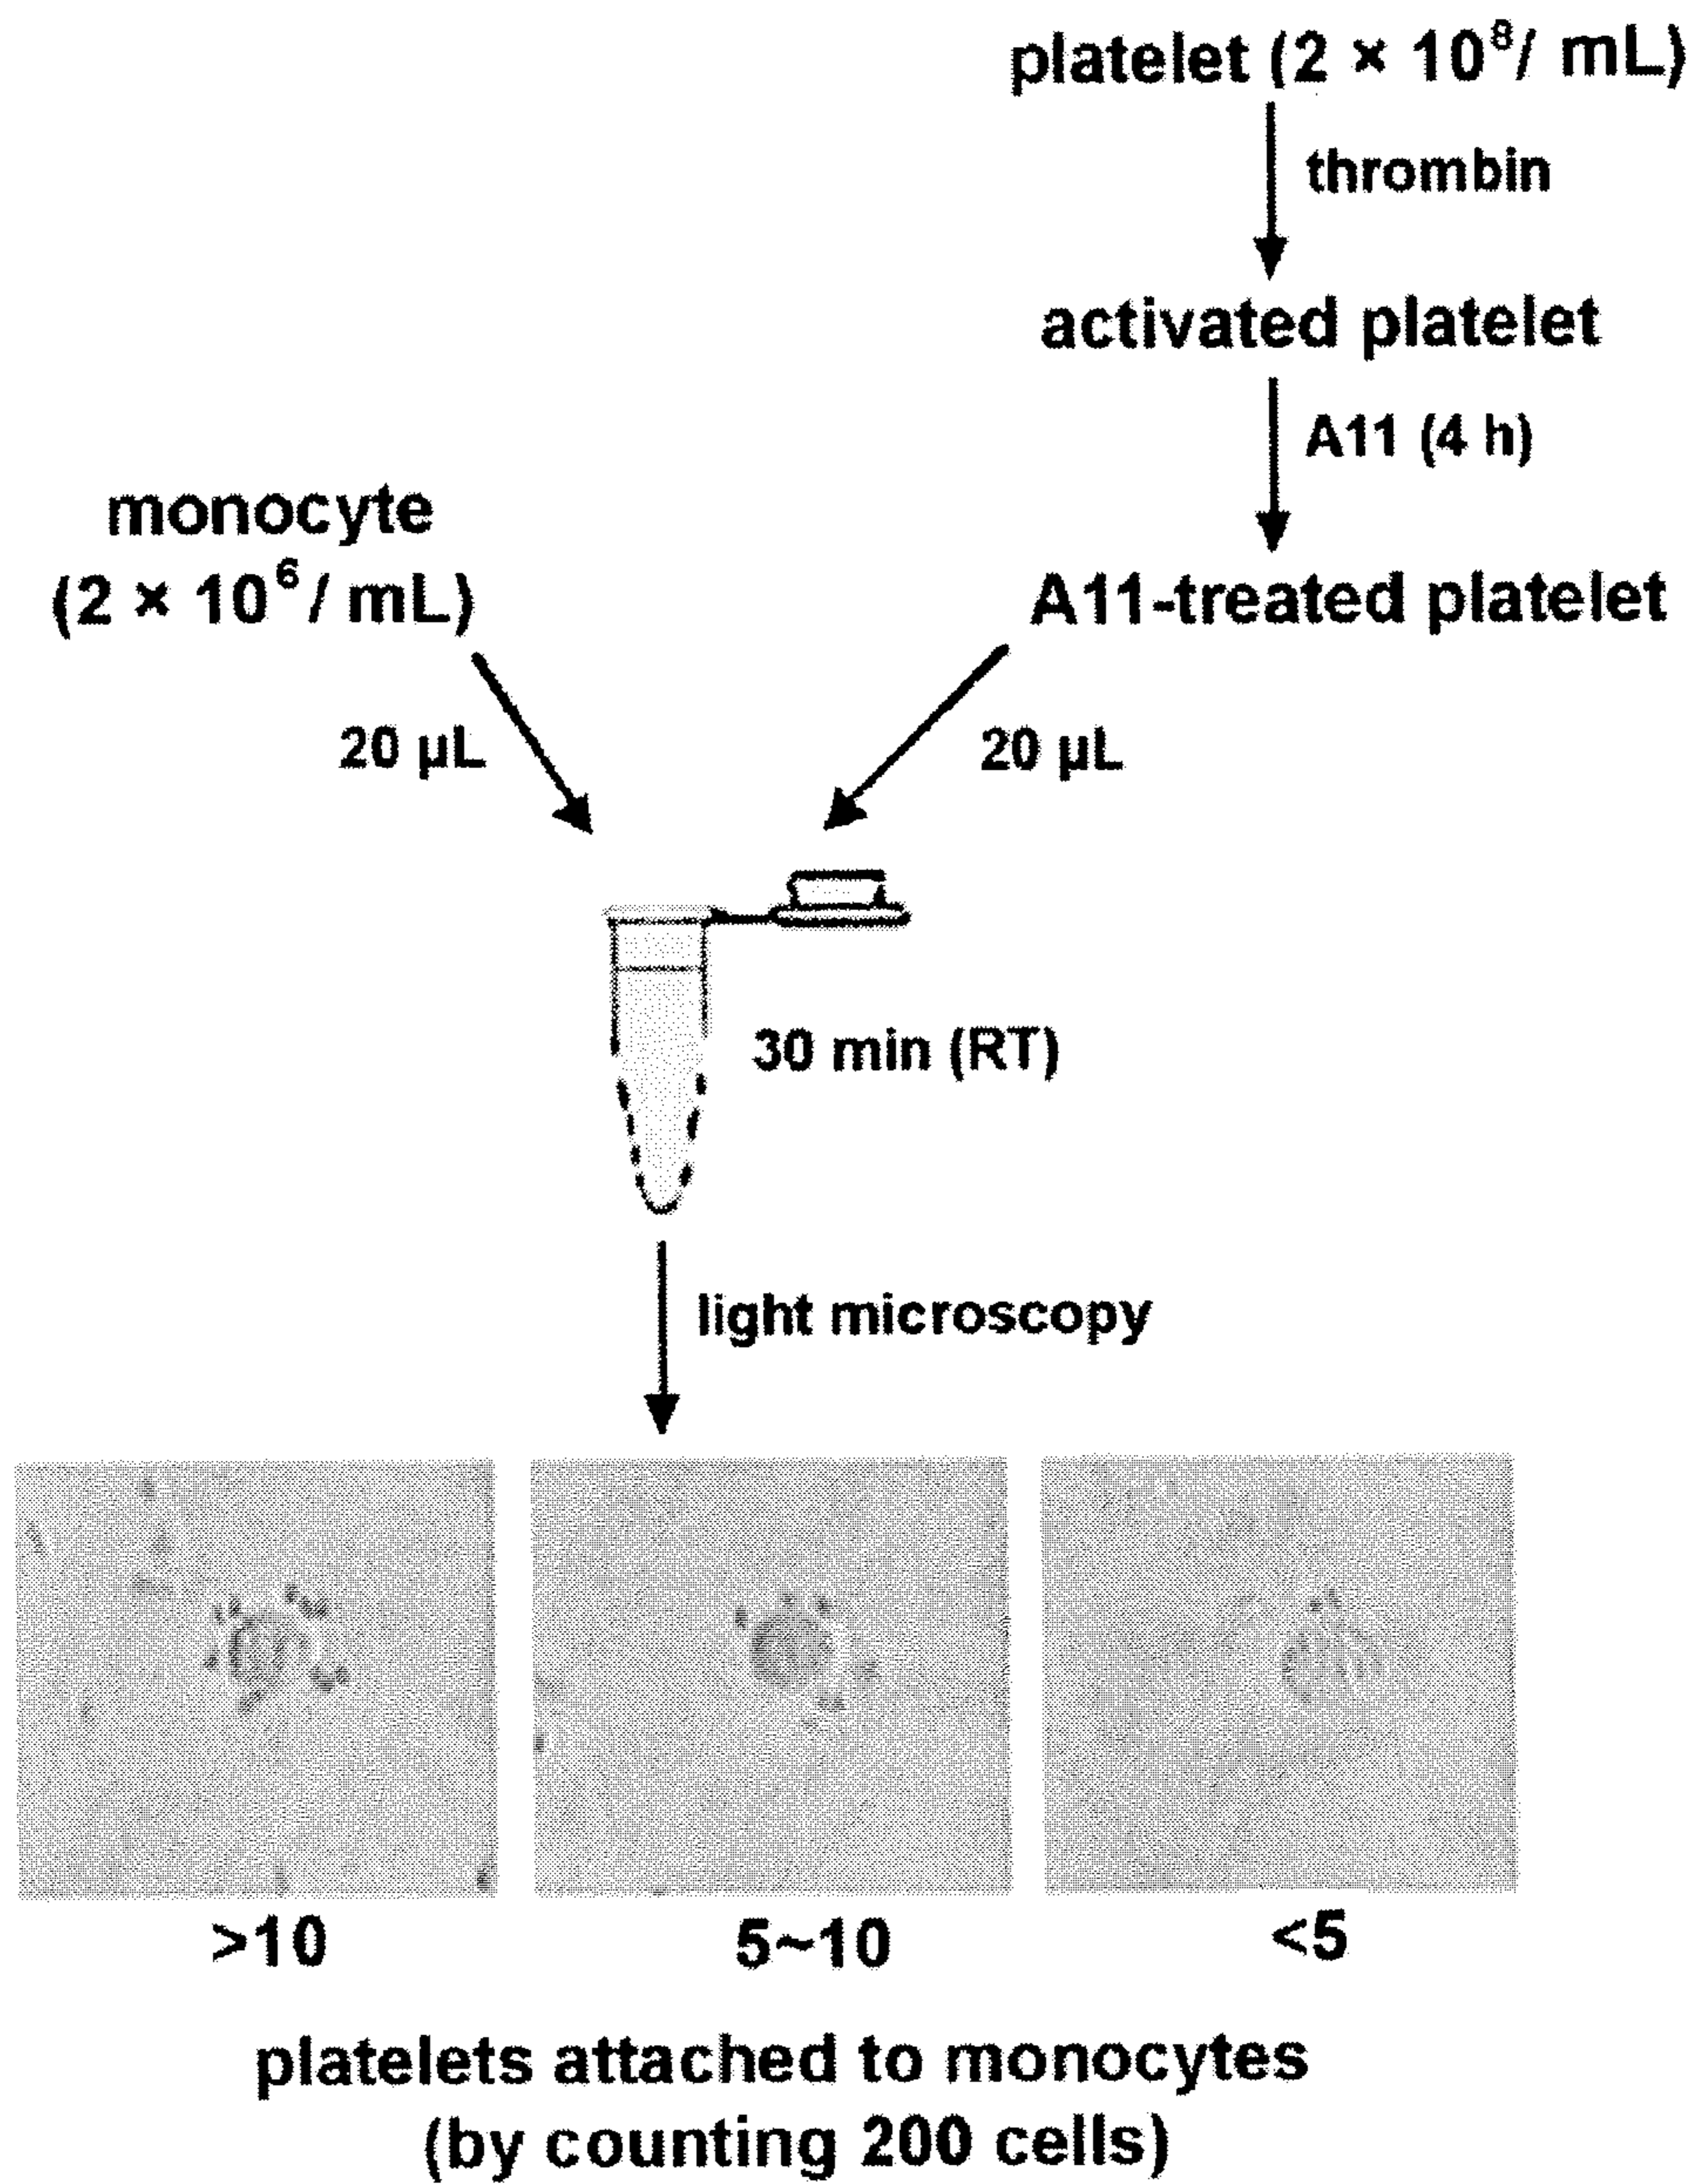 platelet (2 × 10⁸/ mL)
thrombin
activated platelet
A11 (4 h)
monocyte
(2 × 10⁶/ mL)
A11-treated platelet
20 µL
20 µL
30 min (RT)
light microscopy
>10
5~10
<5
platelets attached to monocytes
(by counting 200 cells)